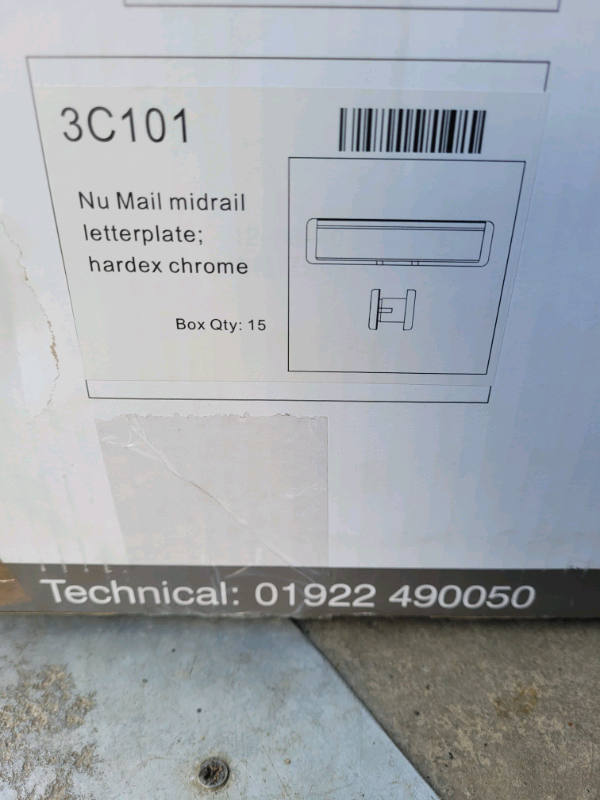 3C101
Nu Mail midrail
letterplate;
hardex chrome
Box Qty: 15
Technical: 01922 490050